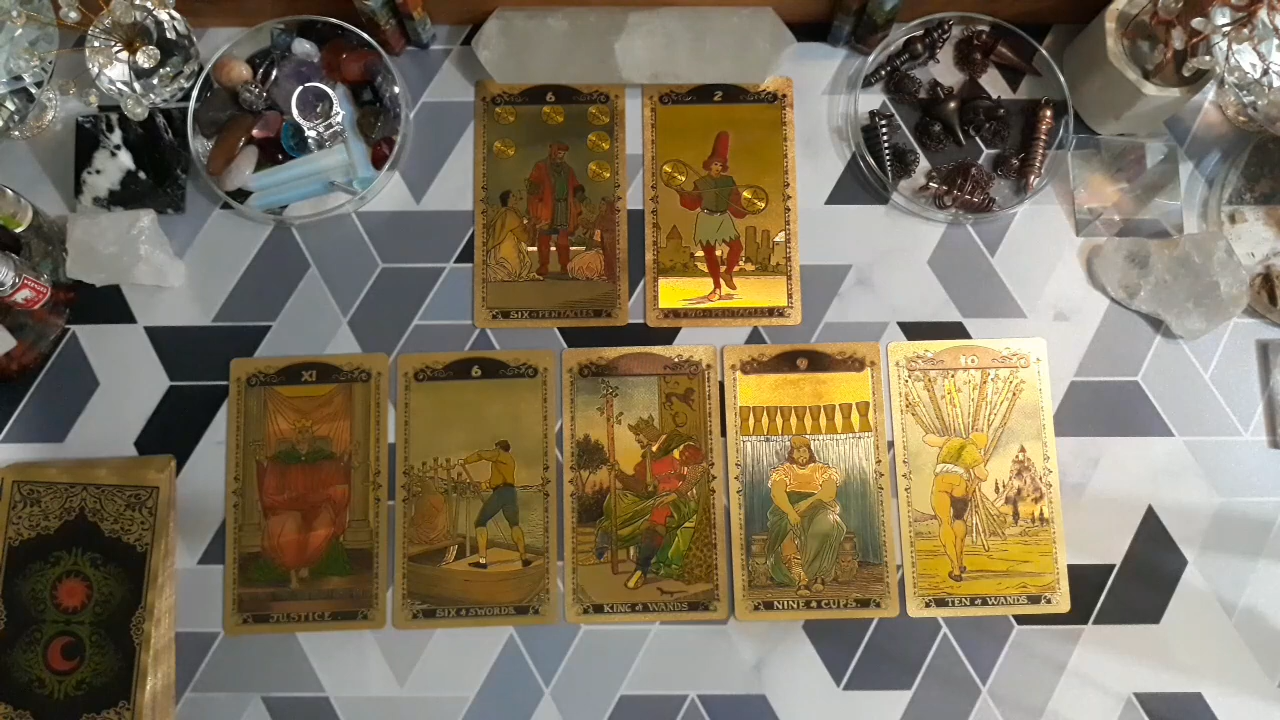 6
SIX of PENTACLES
2
TWO of PENTACLES
XI
JUSTICE.
6
SIX of SWORDS.
KING of WANDS
9
NINE of CUPS.
10
TEN of WANDS.